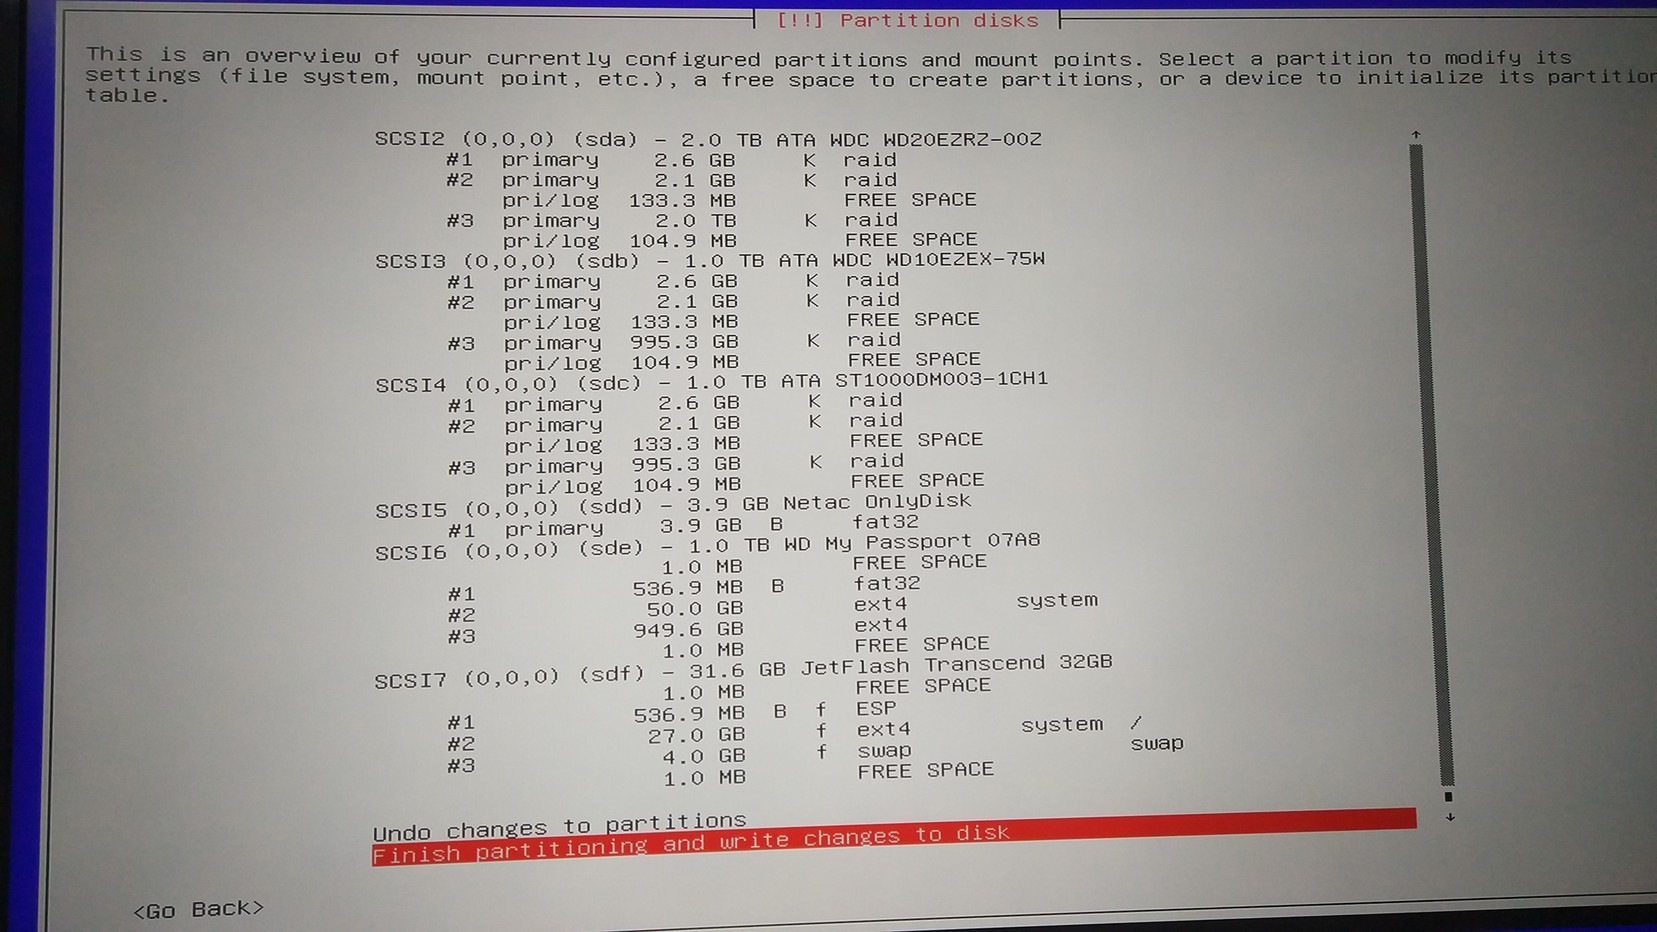 [!!] Partition disks
This is an overview of your currently configured partitions and mount points. Select a partition to modify its
settings (file system, mount point, etc.), a free space to create partitions, or a device to initialize its partition
table.
SCSI2 (0,0,0) (sda) - 2.0 TB ATA WDC WD20EZRZ-00Z
#1 primary 2.6 GB K raid
#2 primary 2.1 GB K raid
pri/log 133.3 MB FREE SPACE
#3 primary 2.0 TB K raid
pri/log 104.9 MB FREE SPACE
SCSI3 (0,0,0) (sdb) - 1.0 TB ATA WDC WD10EZEX-75W
#1 primary 2.6 GB K raid
#2 primary 2.1 GB K raid
pri/log 133.3 MB FREE SPACE
#3 primary 995.3 GB K raid
pri/log 104.9 MB FREE SPACE
SCSI4 (0,0,0) (sdc) - 1.0 TB ATA ST1000DM003-1CH1
#1 primary 2.6 GB K raid
#2 primary 2.1 GB K raid
pri/log 133.3 MB FREE SPACE
#3 primary 995.3 GB K raid
pri/log 104.9 MB FREE SPACE
SCSI5 (0,0,0) (sdd) - 3.9 GB Netac OnlyDisk
#1 primary 3.9 GB B fat32
SCSI6 (0,0,0) (sde) - 1.0 TB WD My Passport 07A8
1.0 MB FREE SPACE
#1 536.9 MB B fat32
#2 50.0 GB ext4 system
#3 949.6 GB ext4
1.0 MB FREE SPACE
SCSI7 (0,0,0) (sdf) - 31.6 GB JetFlash Transcend 32GB
1.0 MB FREE SPACE
#1 536.9 MB B f ESP
#2 27.0 GB f ext4 system /
#3 4.0 GB f swap swap
1.0 MB FREE SPACE
Undo changes to partitions
Finish partitioning and write changes to disk
<Go Back>